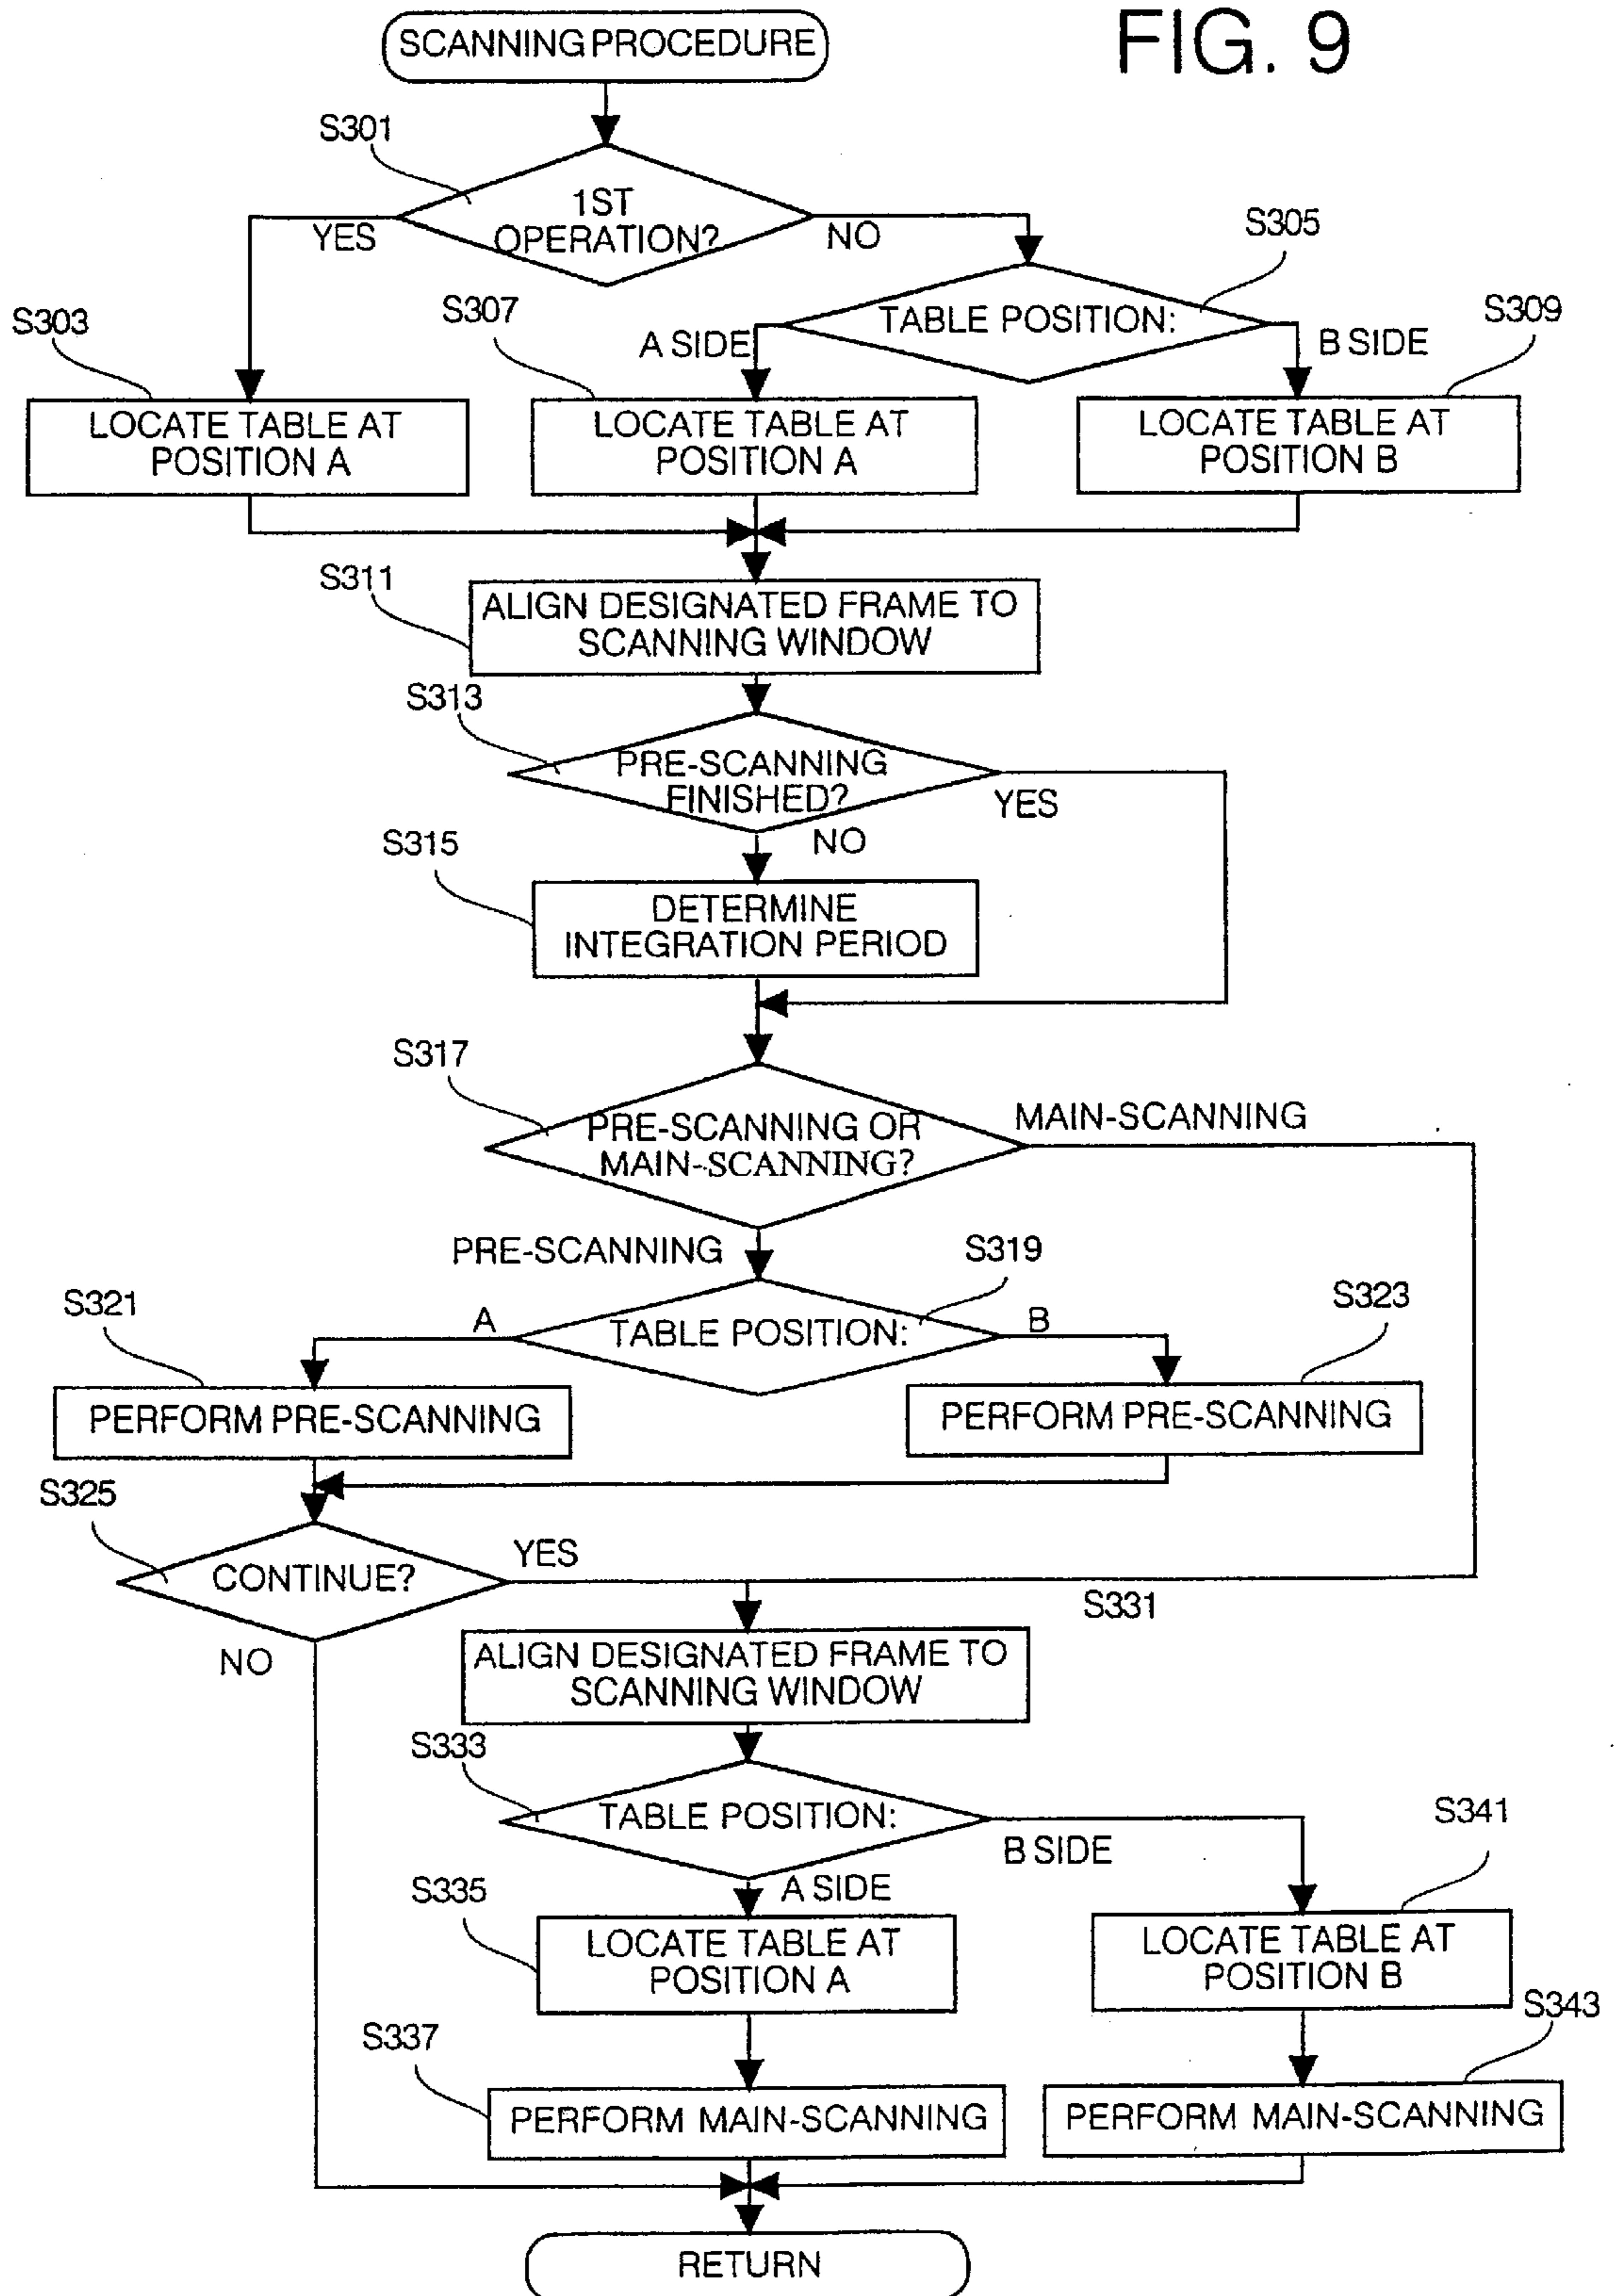 FIG. 9
SCANNING PROCEDURE
S301
1ST
OPERATION?
YES
NO
S305
TABLE POSITION:
S303
S307
A SIDE
B SIDE
S309
LOCATE TABLE AT
POSITION A
LOCATE TABLE AT
POSITION A
LOCATE TABLE AT
POSITION B
S311
ALIGN DESIGNATED FRAME TO
SCANNING WINDOW
S313
PRE-SCANNING
FINISHED?
YES
NO
S315
DETERMINE
INTEGRATION PERIOD
S317
PRE-SCANNING OR
MAIN-SCANNING?
MAIN-SCANNING
PRE-SCANNING
S319
TABLE POSITION:
A
B
S321
S323
PERFORM PRE-SCANNING
PERFORM PRE-SCANNING
S325
CONTINUE?
YES
NO
S331
ALIGN DESIGNATED FRAME TO
SCANNING WINDOW
S333
TABLE POSITION:
B SIDE
S341
A SIDE
S335
LOCATE TABLE AT
POSITION A
LOCATE TABLE AT
POSITION B
S337
S343
PERFORM MAIN-SCANNING
PERFORM MAIN-SCANNING
RETURN